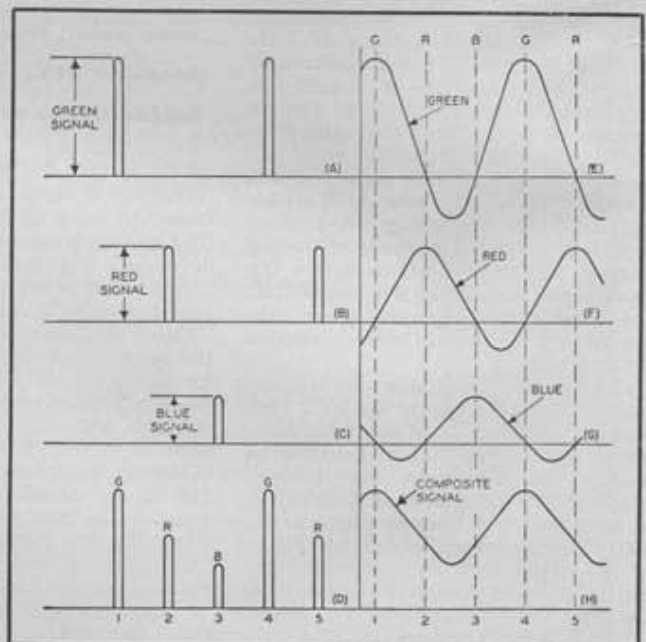 G R B G R
GREEN
SIGNAL
GREEN
(A)
(E)
RED
SIGNAL
RED
(B)
(F)
BLUE
SIGNAL
BLUE
(C)
(G)
G
R
B
G
R
COMPOSITE
SIGNAL
(D)
(H)
1 2 3 4 5
1 2 3 4 5